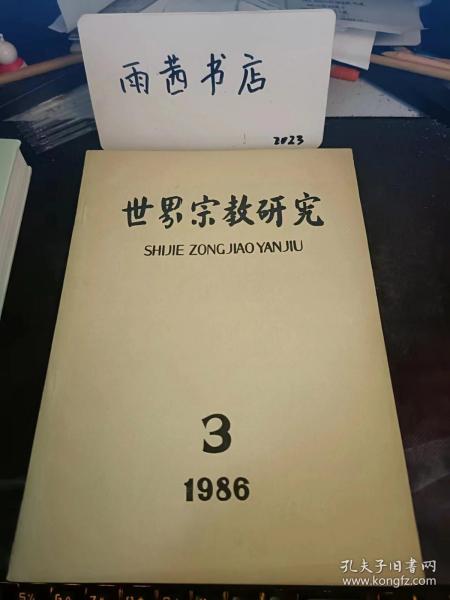 雨茜书店
2023
世界宗教研究
SHIJIE ZONGJIAO YANJIU
3
1986
孔夫子旧书网
www.kongfz.com